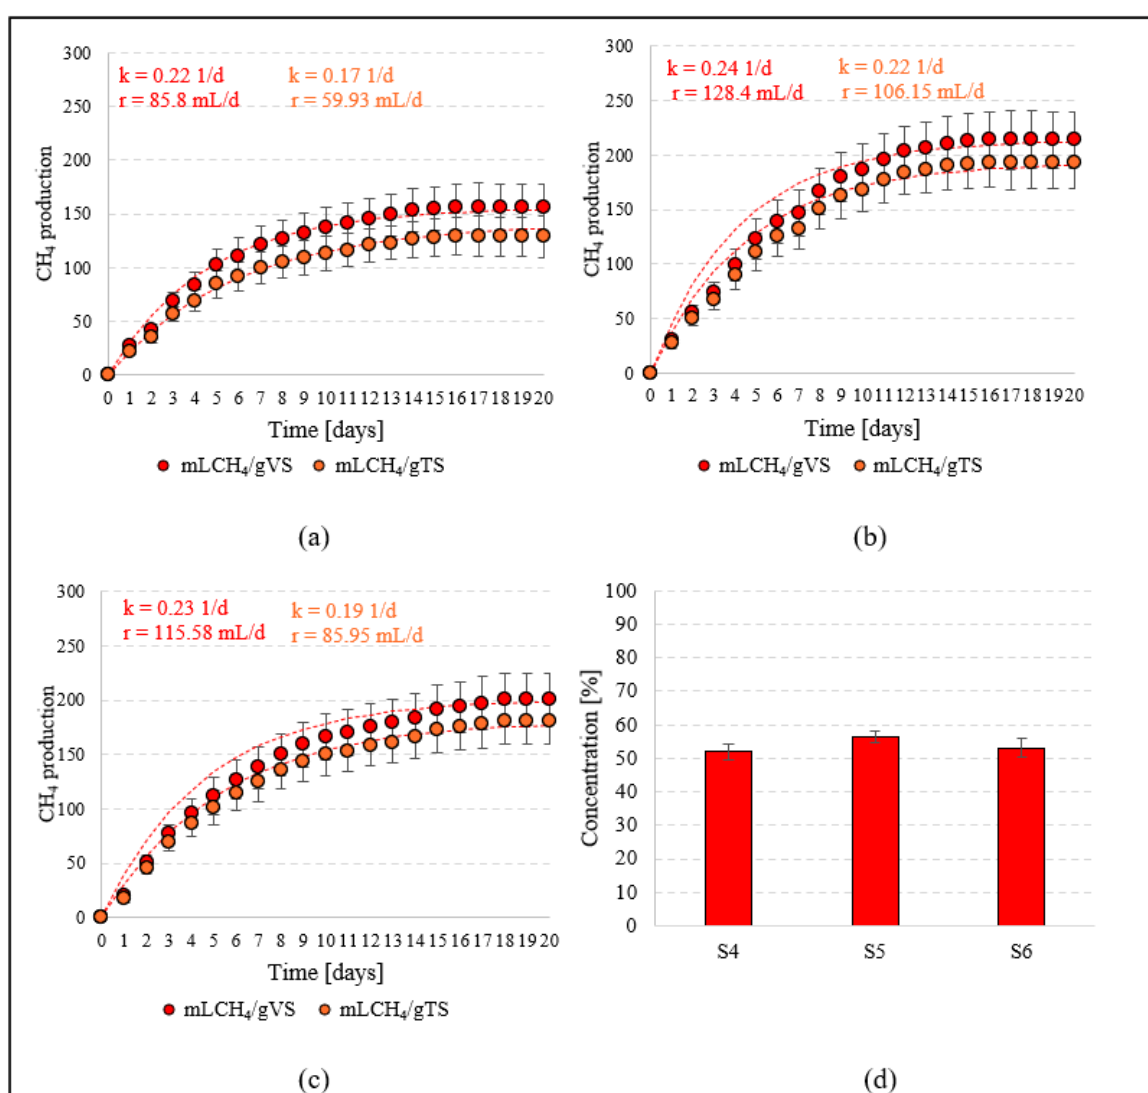 300
250
200
150
100
50
0
CH₄ production
k = 0.22 1/d
r = 85.8 mL/d
k = 0.17 1/d
r = 59.93 mL/d
0 1 2 3 4 5 6 7 8 9 10 11 12 13 14 15 16 17 18 19 20
Time [days]
mLCH₄/gVS mLCH₄/gTS
(a)
300
250
200
150
100
50
0
CH₄ production
k = 0.24 1/d
r = 128.4 mL/d
k = 0.22 1/d
r = 106.15 mL/d
0 1 2 3 4 5 6 7 8 9 10 11 12 13 14 15 16 17 18 19 20
Time [days]
mLCH₄/gVS mLCH₄/gTS
(b)
300
250
200
150
100
50
0
CH₄ production
k = 0.23 1/d
r = 115.58 mL/d
k = 0.19 1/d
r = 85.95 mL/d
0 1 2 3 4 5 6 7 8 9 10 11 12 13 14 15 16 17 18 19 20
Time [days]
mLCH₄/gVS mLCH₄/gTS
(c)
100
90
80
70
60
50
40
30
20
10
0
Concentration [%]
S4 S5 S6
(d)